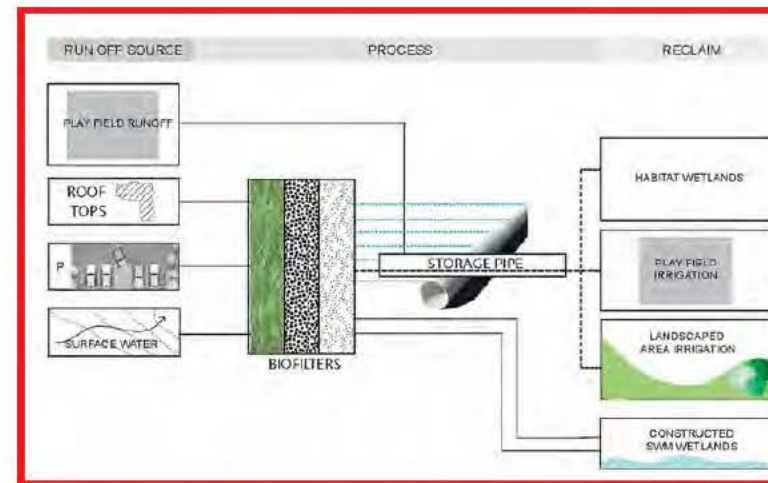 RUN OFF SOURCE
PROCESS
RECLAIM
PLAY FIELD RUNOFF
ROOF
TOPS
P
SURFACE WATER
BIOFILTERS
STORAGE PIPE
HABITAT WETLANDS
PLAY FIELD
IRRIGATION
LANDSCAPED
AREA IRRIGATION
CONSTRUCTED
SWM WETLANDS